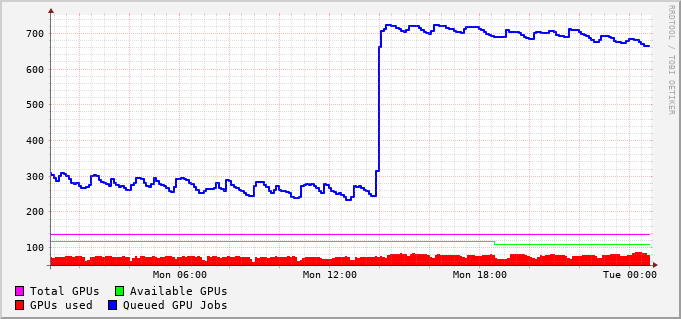 700
600
500
400
300
200
100
Mon 06:00 Mon 12:00 Mon 18:00 Tue 00:00
Total GPUs Available GPUs
GPUs used Queued GPU Jobs
RRDTOOL / TOBI OETIKER